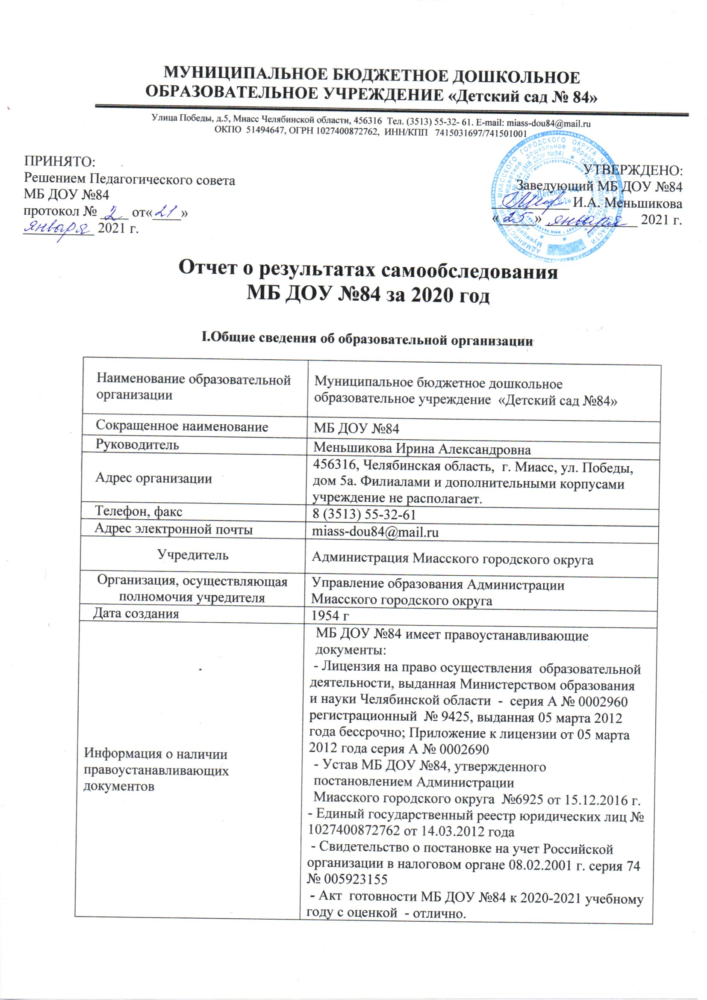 МУНИЦИПАЛЬНОЕ БЮДЖЕТНОЕ ДОШКОЛЬНОЕ
ОБРАЗОВАТЕЛЬНОЕ УЧРЕЖДЕНИЕ «Детский сад № 84»
Улица Победы, д.5, Миасс Челябинской области, 456316 Тел. (3513) 55-32- 61. E-mail: miass-dou84@mail.ru
ОКПО 51494647, ОГРН 1027400872762, ИНН/КПП 7415031697/741501001
ПРИНЯТО:
Решением Педагогического совета
МБ ДОУ №84
протокол № 2 от«21»
января 2021 г.
УТВЕРЖДЕНО:
Заведующий МБ ДОУ №84
И.А. Меньшикова
«25» января 2021 г.
«Детский сад
№ 84»
Отчет о результатах самообследования
МБ ДОУ №84 за 2020 год
I.Общие сведения об образовательной организации
Наименование образовательной
организации
Муниципальное бюджетное дошкольное
образовательное учреждение «Детский сад №84»
Сокращенное наименование
МБ ДОУ №84
Руководитель
Меньшикова Ирина Александровна
Адрес организации
456316, Челябинская область, г. Миасс, ул. Победы,
дом 5а. Филиалами и дополнительными корпусами
учреждение не располагает.
Телефон, факс
8 (3513) 55-32-61
Адрес электронной почты
miass-dou84@mail.ru
Учредитель
Администрация Миасского городского округа
Организация, осуществляющая
полномочия учредителя
Управление образования Администрации
Миасского городского округа
Дата создания
1954 г
Информация о наличии
правоустанавливающих
документов
МБ ДОУ №84 имеет правоустанавливающие
документы:
- Лицензия на право осуществления образовательной
деятельности, выданная Министерством образования
и науки Челябинской области - серия А № 0002960
регистрационный № 9425, выданная 05 марта 2012
года бессрочно; Приложение к лицензии от 05 марта
2012 года серия А № 0002690
- Устав МБ ДОУ №84, утвержденного
постановлением Администрации
Миасского городского округа №6925 от 15.12.2016 г.
- Единый государственный реестр юридических лиц №
1027400872762 от 14.03.2012 года
- Свидетельство о постановке на учет Российской
организации в налоговом органе 08.02.2001 г. серия 74
№ 005923155
- Акт готовности МБ ДОУ №84 к 2020-2021 учебному
году с оценкой - отлично.